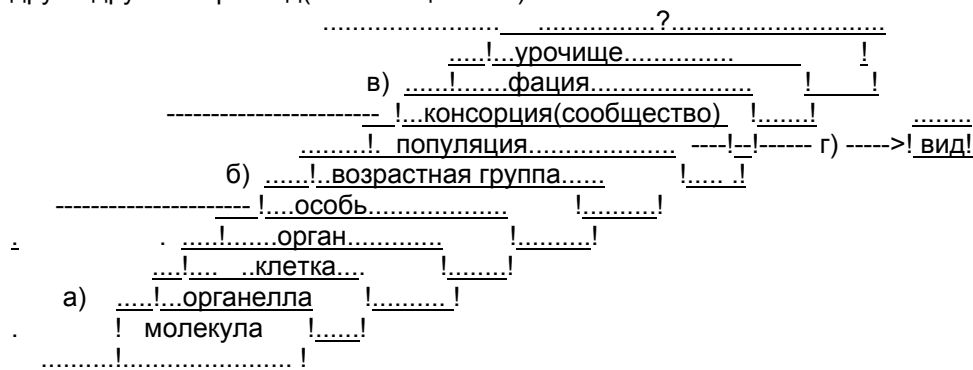 .......................  ................?............................
.....!...урочище...............          !
в)  ......!.......фация......................       !       !
------------------------  !...консорция(сообщество)   !.......!          ........
.........!.  популяция....................  ----!--!------ г) ----->! вид!
б)  ......!..возрастная группа......         !..... .!
---------------------- !....особь...................        !..........!
.                .  .....!.......орган.............        !..........!
....!....  ..клетка....          !........!
а)    .....!...органелла       !.......... !
.            !   молекула      !......!
..........!...................... !